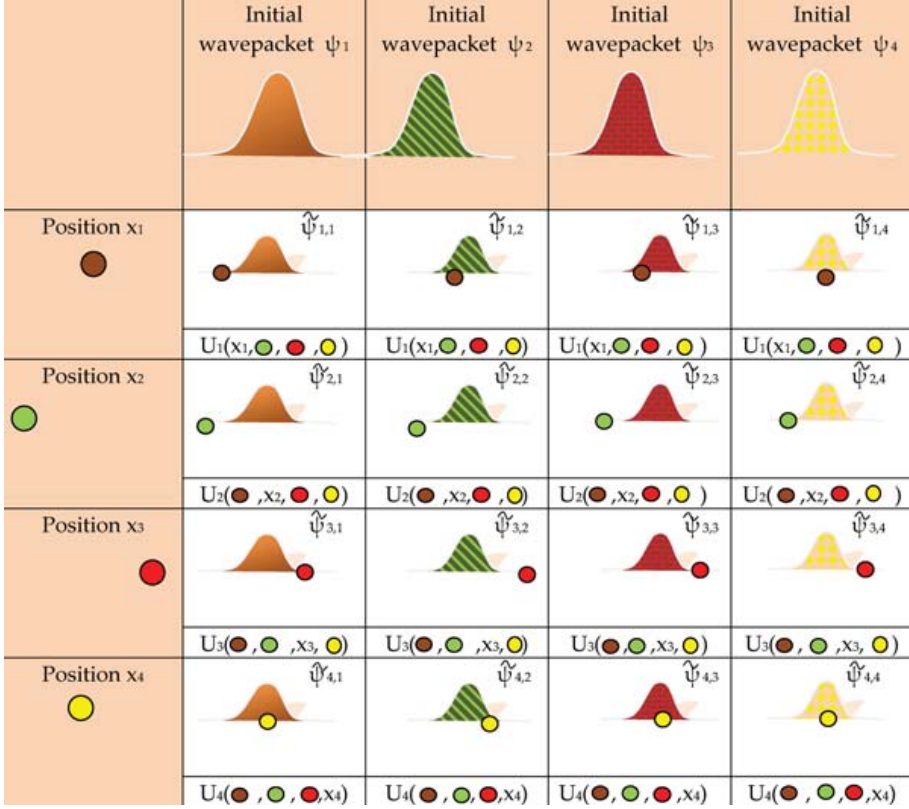 Initial wavepacket ψ1
Initial wavepacket ψ2
Initial wavepacket ψ3
Initial wavepacket ψ4
Position x1
ψ̃1,1
ψ̃1,2
ψ̃1,3
ψ̃1,4
U1(x1, , , )
U1(x1, , , )
U1(x1, , , )
U1(x1, , , )
Position x2
ψ̃2,1
ψ̃2,2
ψ̃2,3
ψ̃2,4
U2( ,x2, , )
U2( ,x2, , )
U2( ,x2, , )
U2( ,x2, , )
Position x3
ψ̃3,1
ψ̃3,2
ψ̃3,3
ψ̃3,4
U3( , ,x3, )
U3( , ,x3, )
U3( , ,x3, )
U3( , ,x3, )
Position x4
ψ̃4,1
ψ̃4,2
ψ̃4,3
ψ̃4,4
U4( , , ,x4)
U4( , , ,x4)
U4( , , ,x4)
U4( , , ,x4)